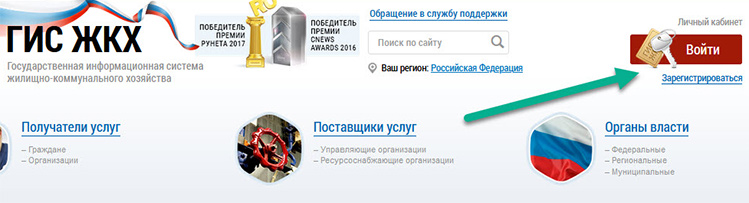 ГИС ЖКХ
Государственная информационная система
жилищно-коммунального хозяйства
ПОБЕДИТЕЛЬ
ПРЕМИИ
РУНЕТА 2017
RU
ПОБЕДИТЕЛЬ
ПРЕМИИ
CNEWS
AWARDS 2016
Обращение в службу поддержки
Поиск по сайту
Ваш регион: Российская Федерация
Личный кабинет
Войти
Зарегистрироваться
Получатели услуг
– Граждане
– Организации
Поставщики услуг
– Управляющие организации
– Ресурсоснабжающие организации
Органы власти
– Федеральные
– Региональные
– Муниципальные